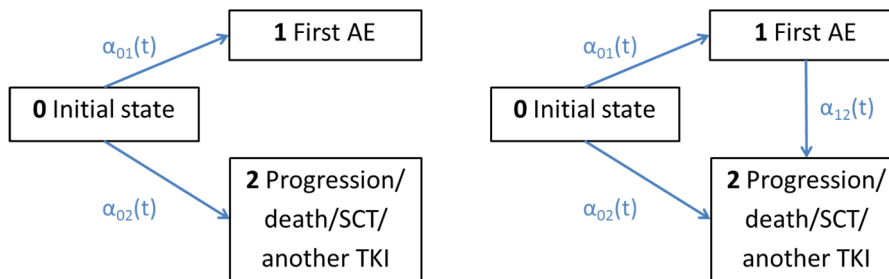 1 First AE
α01(t)
0 Initial state
α02(t)
2 Progression/
death/SCT/
another TKI
1 First AE
α01(t)
0 Initial state
α12(t)
α02(t)
2 Progression/
death/SCT/
another TKI